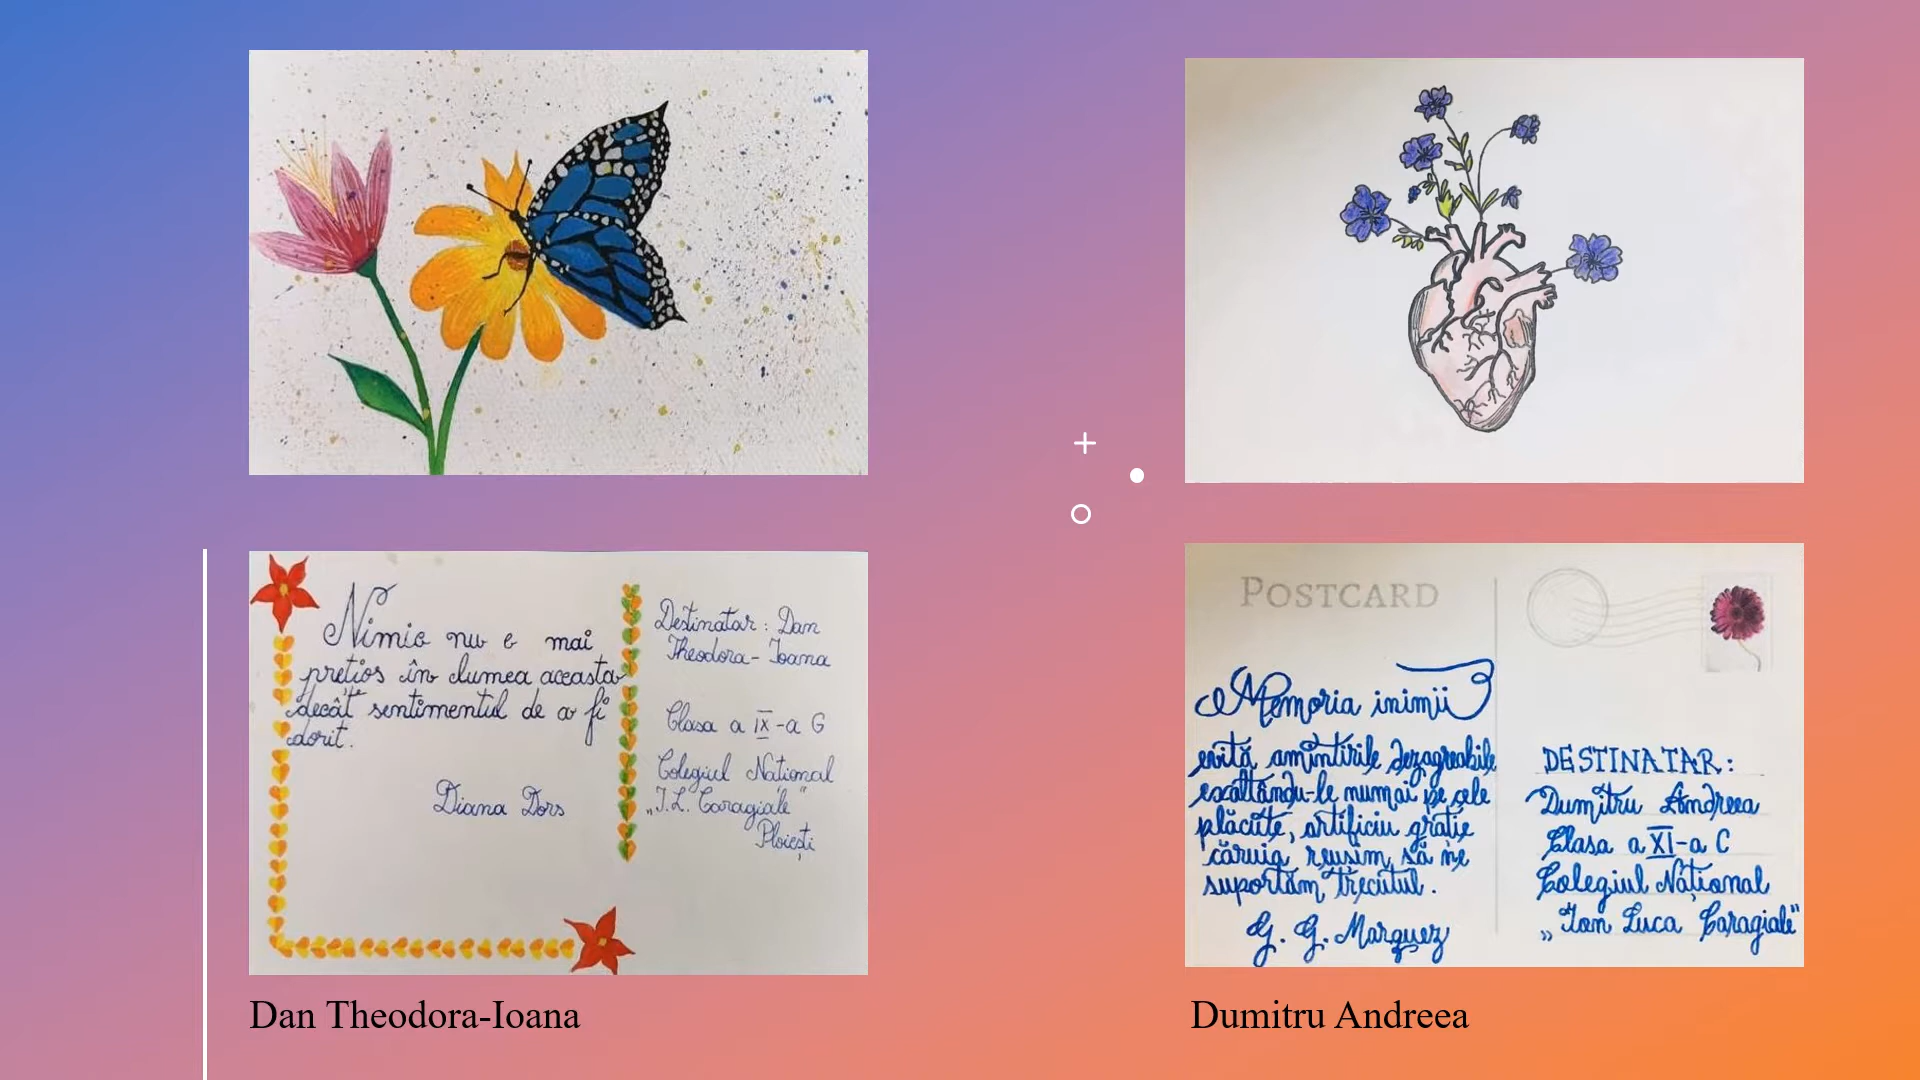 Nimic nu e mai
prețios în lumea aceasta
decât sentimentul de a fi
dorit.
Diana Dors
Destinatar: Dan
Theodora-Ioana
Clasa a IX-a G
Colegiul Național
„I.L. Caragiale"
Ploiești
Dan Theodora-Ioana
POSTCARD
Memoria inimii
evită amintirile dezagreabile
exaltându-le numai pe cele
plăcute, artificiu grație
căruia reușim să ne
suportăm trecutul.
G. G. Marquez
DESTINATAR:
Dumitru Andreea
Clasa a XI-a C
Colegiul Național
„Ion Luca Caragiale"
Dumitru Andreea